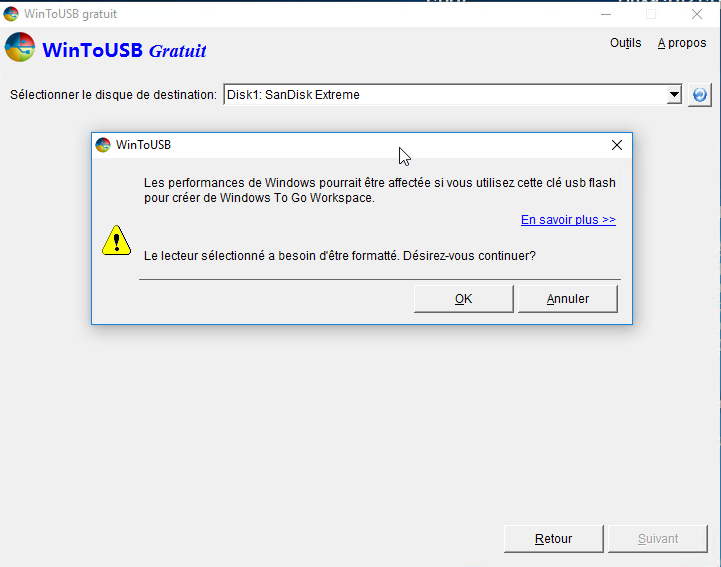 WinToUSB gratuit
WinToUSB Gratuit
Outils A propos
Sélectionner le disque de destination: Disk1: SanDisk Extreme
WinToUSB
Les performances de Windows pourrait être affectée si vous utilisez cette clé usb flash
pour créer de Windows To Go Workspace.
En savoir plus >>
Le lecteur sélectionné a besoin d'être formatté. Désirez-vous continuer?
OK Annuler
Retour Suivant